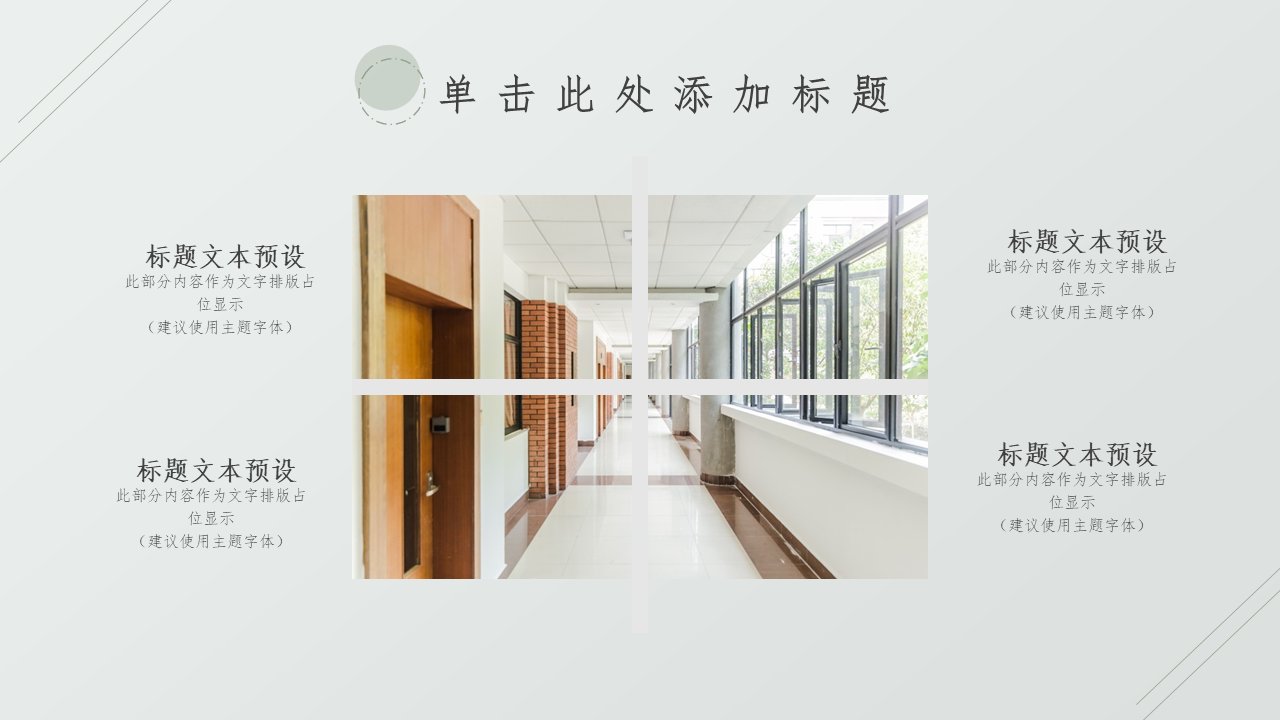 单击此处添加标题
标题文本预设
此部分内容作为文字排版占
位显示
（建议使用主题字体）
标题文本预设
此部分内容作为文字排版占
位显示
（建议使用主题字体）
标题文本预设
此部分内容作为文字排版占
位显示
（建议使用主题字体）
标题文本预设
此部分内容作为文字排版占
位显示
（建议使用主题字体）